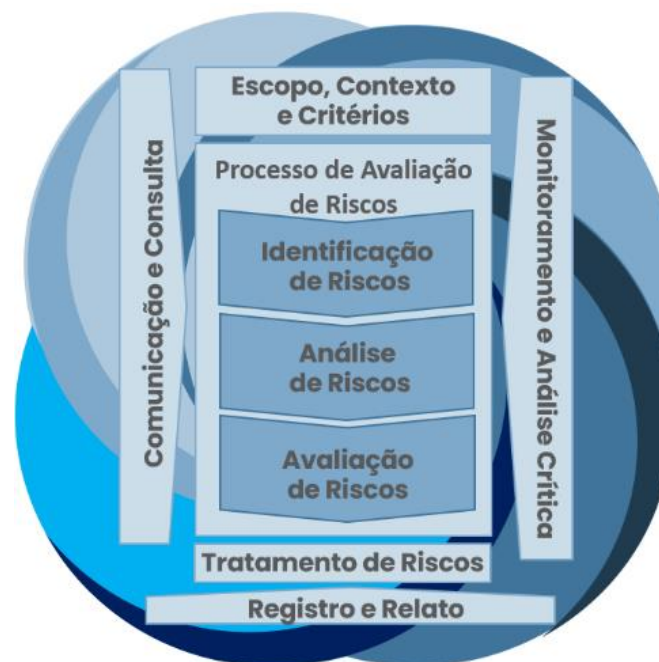 Escopo, Contexto
e Critérios
Comunicação e Consulta
Processo de Avaliação
de Riscos
Identificação
de Riscos
Análise
de Riscos
Avaliação
de Riscos
Monitoramento e Análise Crítica
Tratamento de Riscos
Registro e Relato